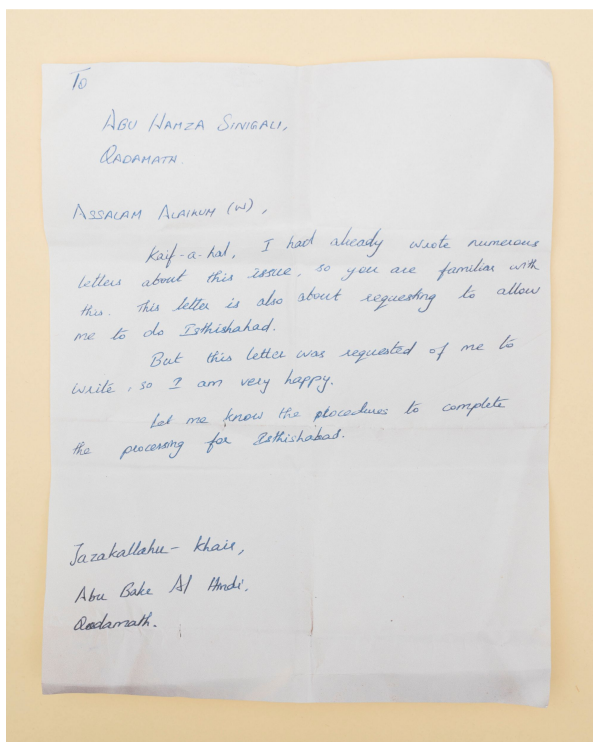 To
ABU HAMZA SINIGALI,
QADAMATH.
ASSALAM ALAIKUM (W),
Kaif-a-hal, I had already wrote numerous
letters about this issue, so you are familiar with
this. This letter is also about requesting to allow
me to do Isthishahad.
But this letter was requested of me to
write, so I am very happy.
Let me know the procedures to complete
the processing for Isthishahad.
Jazakallahu-Khair,
Abu Bakr Al Hindi.
Qadamath.